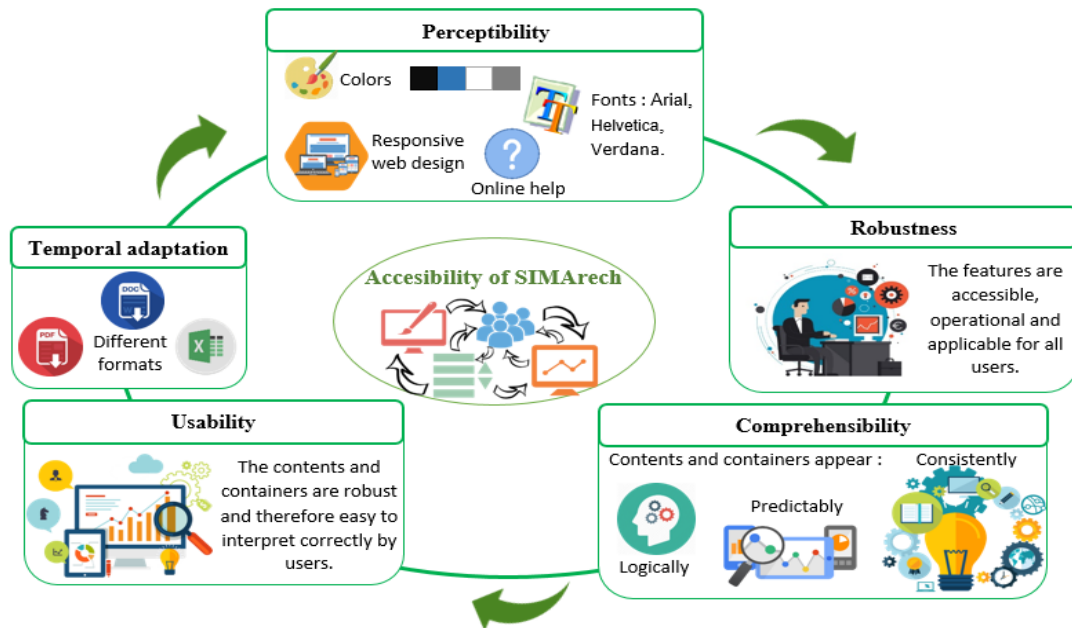 Perceptibility
Colors
Fonts : Arial,
Helvetica,
Verdana.
Responsive
web design
Online help
Robustness
The features are
accessible,
operational and
applicable for all
users.
Comprehensibility
Contents and containers appear :
Consistently
Predictably
Logically
Usability
The contents and
containers are robust
and therefore easy to
interpret correctly by
users.
Temporal adaptation
DOC
PDF
Different
formats
X
Accesibility of SIMArech